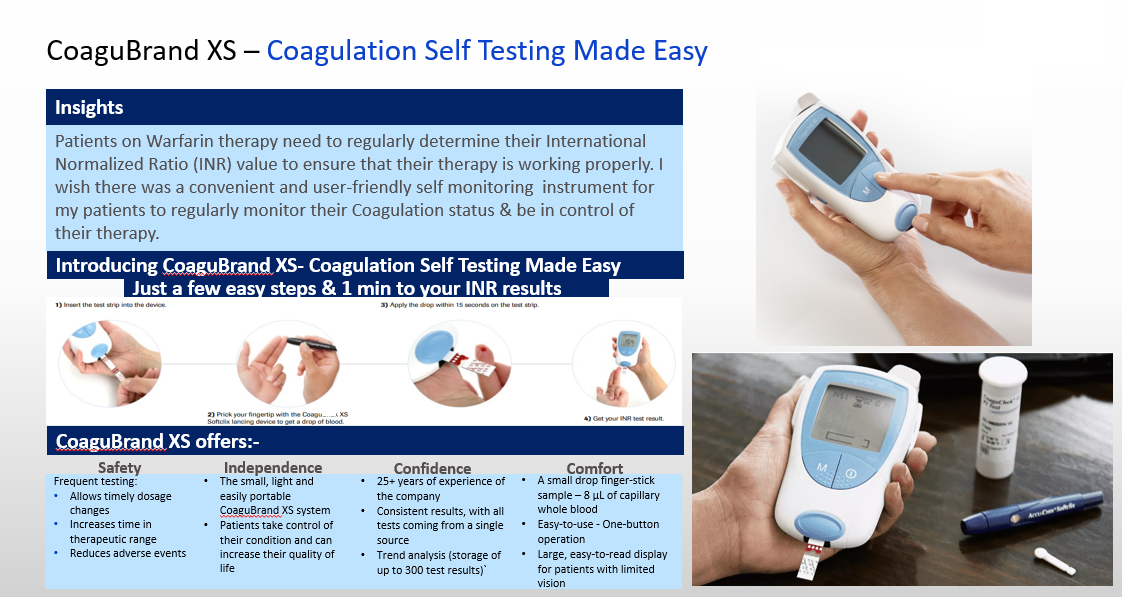 CoaguBrand XS – Coagulation Self Testing Made Easy
Insights
Patients on Warfarin therapy need to regularly determine their International
Normalized Ratio (INR) value to ensure that their therapy is working properly. I
wish there was a convenient and user-friendly self monitoring instrument for
my patients to regularly monitor their Coagulation status & be in control of
their therapy.
Introducing CoaguBrand XS- Coagulation Self Testing Made Easy
Just a few easy steps & 1 min to your INR results
1) Insert the test strip into the device.
3) Apply the drop within 15 seconds on the test strip.
2) Prick your fingertip with the Coagu XS
Softclix lancing device to get a drop of blood.
4) Get your INR test result.
CoaguBrand XS offers:-
Safety
Frequent testing:
• Allows timely dosage
changes
• Increases time in
therapeutic range
• Reduces adverse events
Independence
• The small, light and
easily portable
CoaguBrand XS system
• Patients take control of
their condition and can
increase their quality of
life
Confidence
• 25+ years of experience of
the company
• Consistent results, with all
tests coming from a single
source
• Trend analysis (storage of
up to 300 test results)`
Comfort
• A small drop finger-stick
sample – 8 µL of capillary
whole blood
• Easy-to-use - One-button
operation
• Large, easy-to-read display
for patients with limited
vision
M
M
CoaguChek
PT Test
ACCU-CHEK Softclix